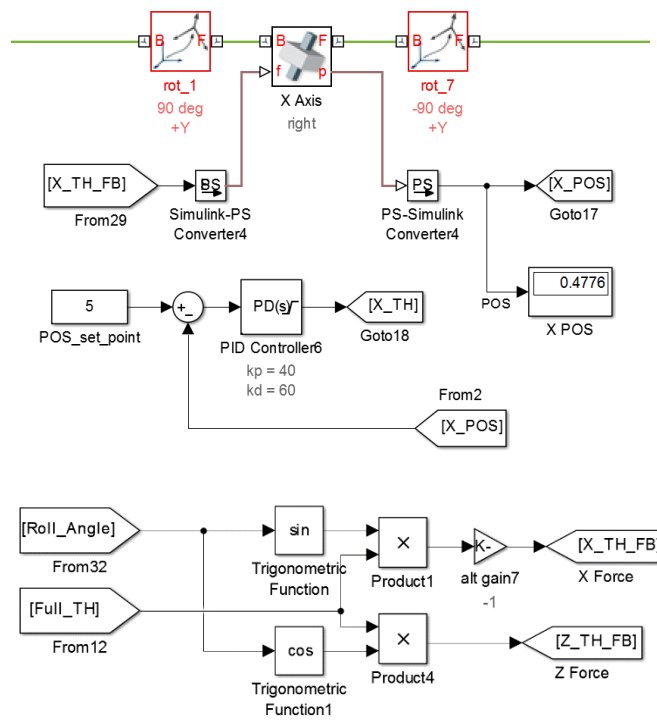 B F
rot_1
90 deg
+Y
B F
f p
X Axis
right
B F
rot_7
-90 deg
+Y
[X_TH_FB]
From29
Simulink-PS
Converter4
PS
PS-Simulink
Converter4
[X_POS]
Goto17
POS
0.4776
X POS
5
POS_set_point
+
-
PD(s)
PID Controller6
kp = 40
kd = 60
[X_TH]
Goto18
From2
[X_POS]
[Roll_Angle]
From32
sin
Trigonometric
Function
×
Product1
K-
alt gain7
-1
[X_TH_FB]
X Force
[Full_TH]
From12
cos
Trigonometric
Function1
×
Product4
[Z_TH_FB]
Z Force